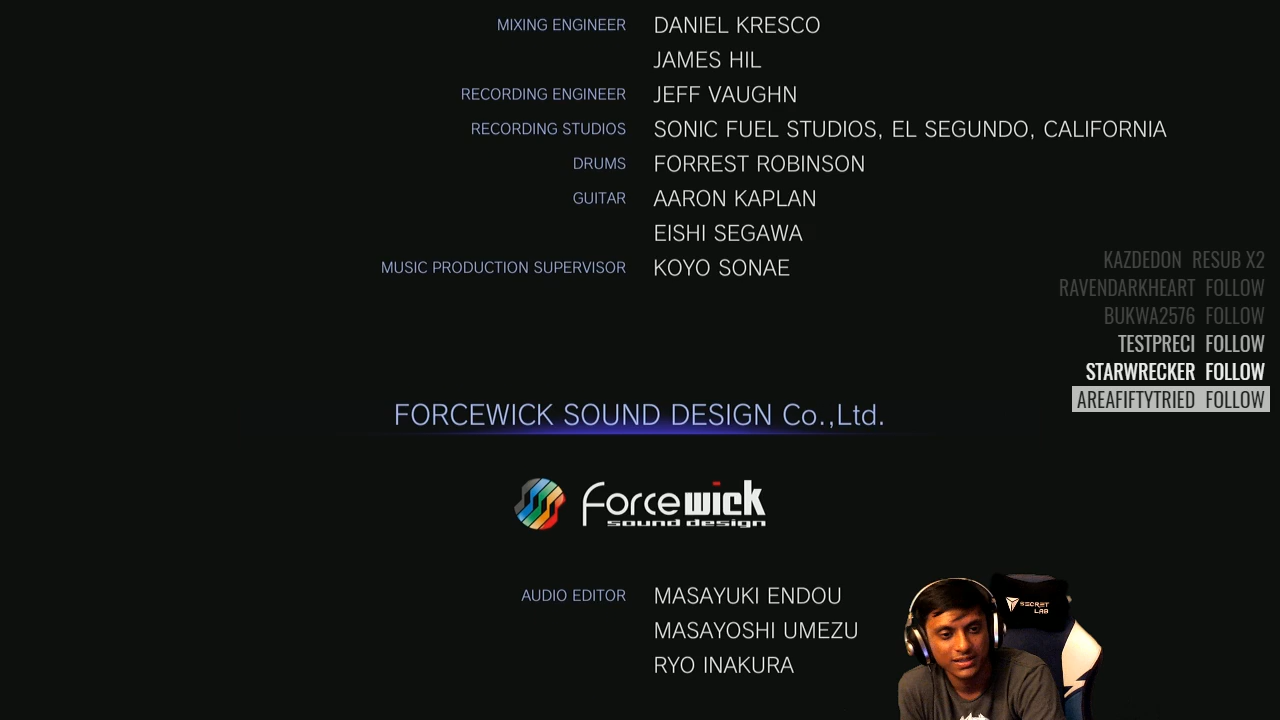 MIXING ENGINEER DANIEL KRESCO
JAMES HIL
RECORDING ENGINEER JEFF VAUGHN
RECORDING STUDIOS SONIC FUEL STUDIOS, EL SEGUNDO, CALIFORNIA
DRUMS FORREST ROBINSON
GUITAR AARON KAPLAN
EISHI SEGAWA
MUSIC PRODUCTION SUPERVISOR KOYO SONAE
KAZDEDON RESUB X2
RAVENDARKHEART FOLLOW
BUKWA2576 FOLLOW
TESTPRECI FOLLOW
STARWRECKER FOLLOW
AREAFIFTYTRIED FOLLOW
FORCEWICK SOUND DESIGN Co.,Ltd.
Forcewick
sound design
AUDIO EDITOR MASAYUKI ENDOU
MASAYOSHI UMEZU
RYO INAKURA
SECRET
LAB